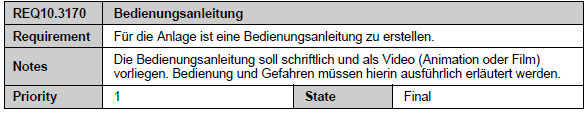 REQ10.3170 Bedienungsanleitung
Requirement Für die Anlage ist eine Bedienungsanleitung zu erstellen.
Notes Die Bedienungsanleitung soll schriftlich und als Video (Animation oder Film)
vorliegen. Bedienung und Gefahren müssen hierin ausführlich erläutert werden.
Priority 1 State Final